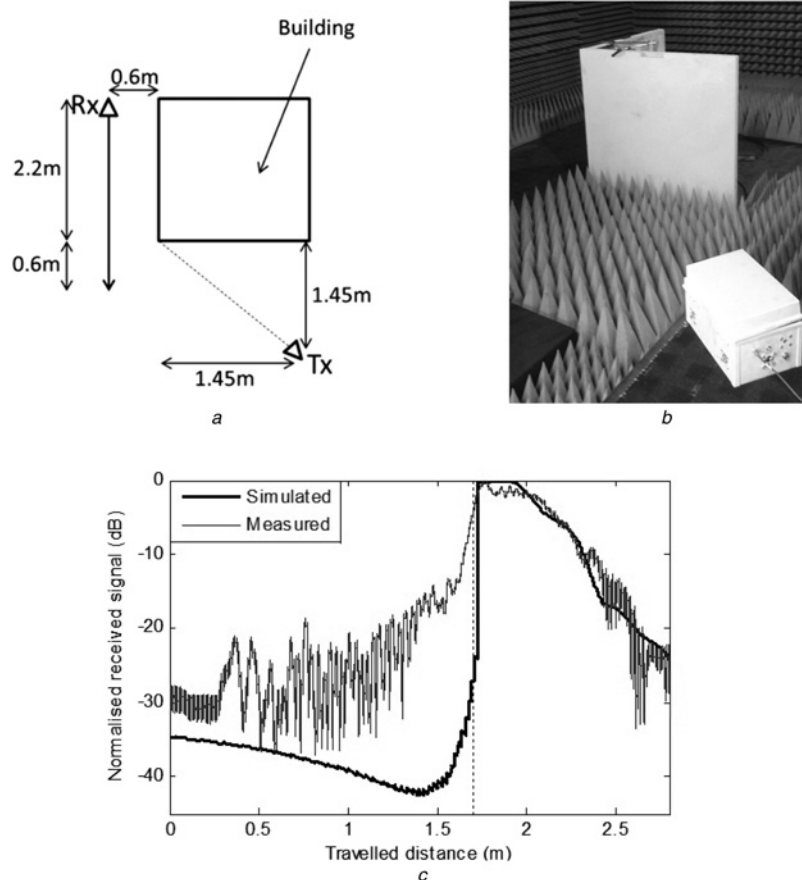 Building
0.6m
Rx
2.2m
0.6m
1.45m
1.45m
Tx
a
b
Simulated
Measured
Normalised received signal (dB)
0
-10
-20
-30
-40
0 0.5 1 1.5 2 2.5
Travelled distance (m)
c